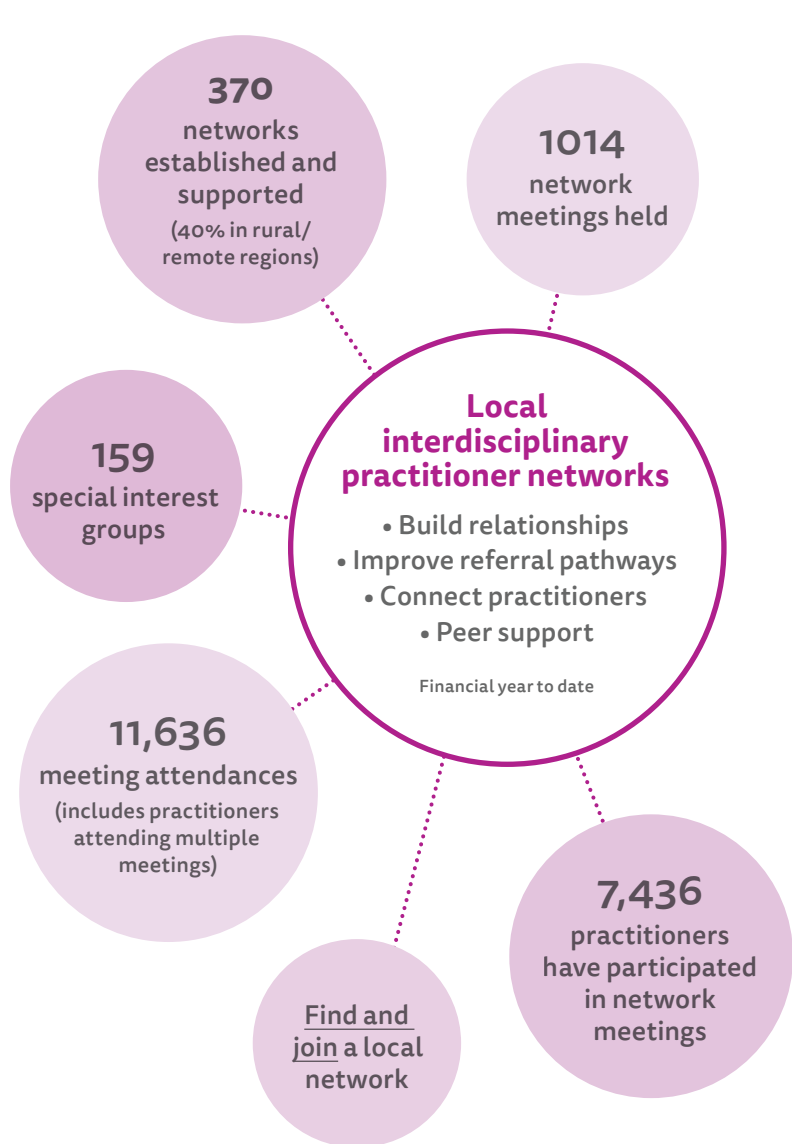 370
networks
established and
supported
(40% in rural/
remote regions)
1014
network
meetings held
Local
interdisciplinary
practitioner networks
• Build relationships
• Improve referral pathways
• Connect practitioners
• Peer support
Financial year to date
159
special interest
groups
11,636
meeting attendances
(includes practitioners
attending multiple
meetings)
7,436
practitioners
have participated
in network
meetings
Find and
join a local
network